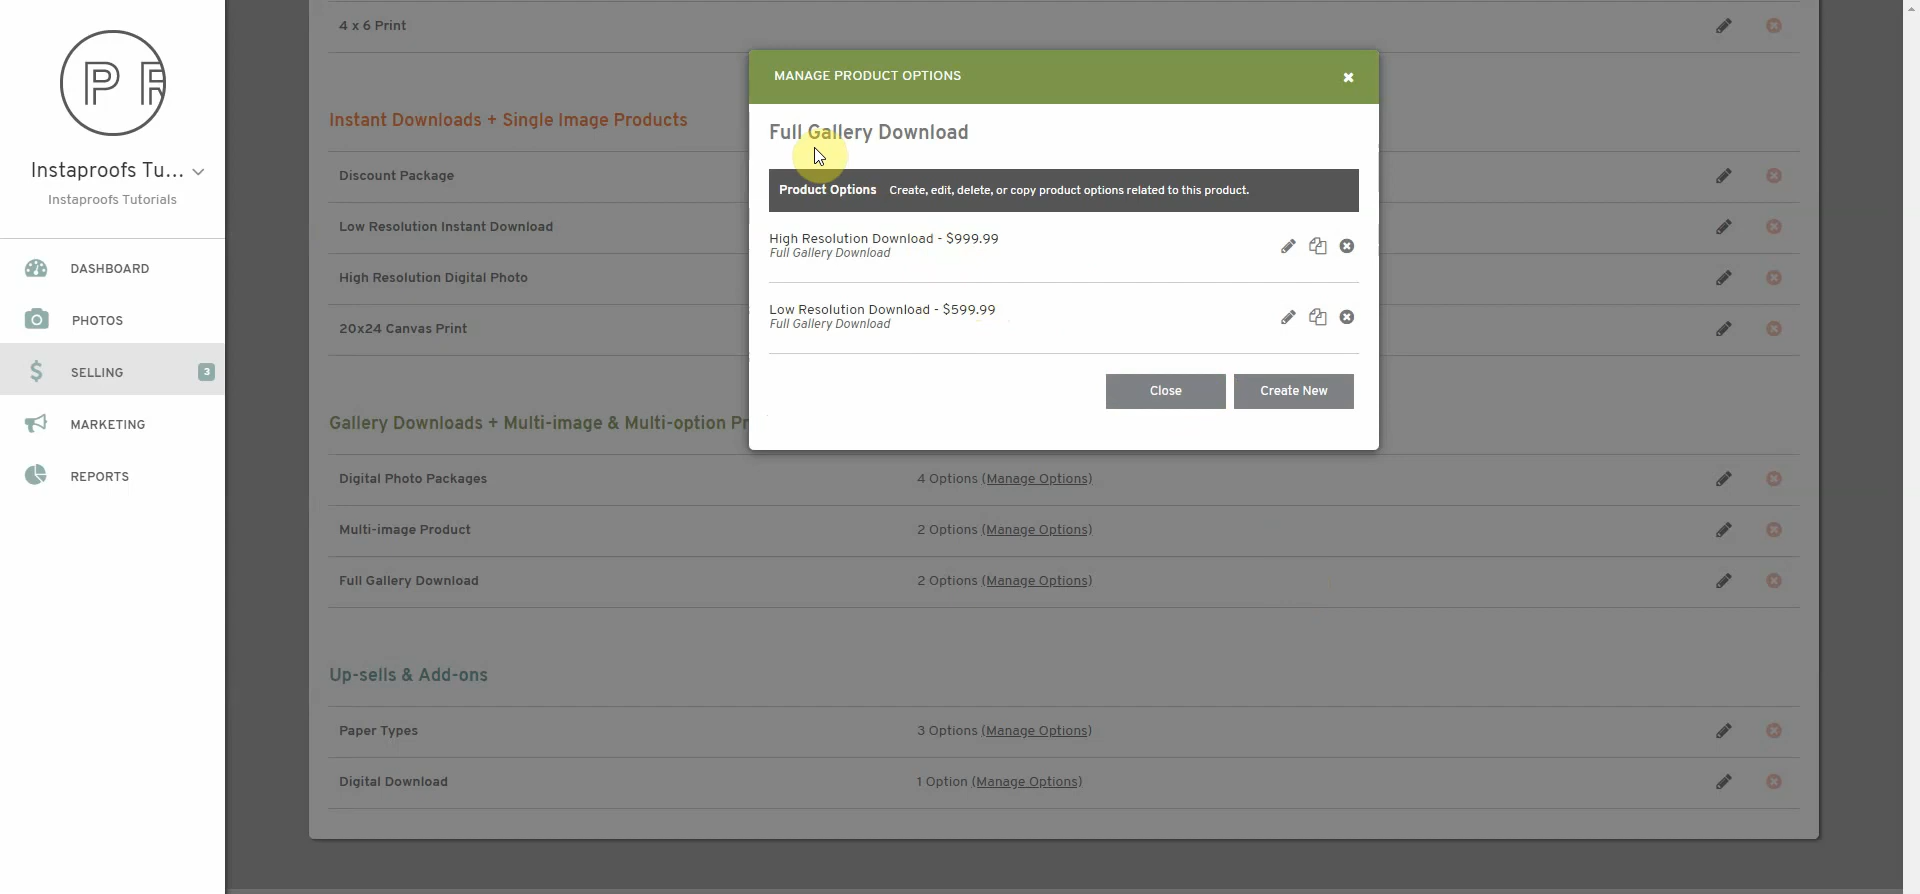 P F
Instaproofs Tu...
Instaproofs Tutorials
DASHBOARD
PHOTOS
SELLING 3
MARKETING
REPORTS
4 x 6 Print
Instant Downloads + Single Image Products
Discount Package
Low Resolution Instant Download
High Resolution Digital Photo
20x24 Canvas Print
Gallery Downloads + Multi-image & Multi-option Pr
Digital Photo Packages 4 Options (Manage Options)
Multi-image Product 2 Options (Manage Options)
Full Gallery Download 2 Options (Manage Options)
Up-sells & Add-ons
Paper Types 3 Options (Manage Options)
Digital Download 1 Option (Manage Options)
MANAGE PRODUCT OPTIONS
Full Gallery Download
Product Options Create, edit, delete, or copy product options related to this product.
High Resolution Download - $999.99
Full Gallery Download
Low Resolution Download - $599.99
Full Gallery Download
Close Create New